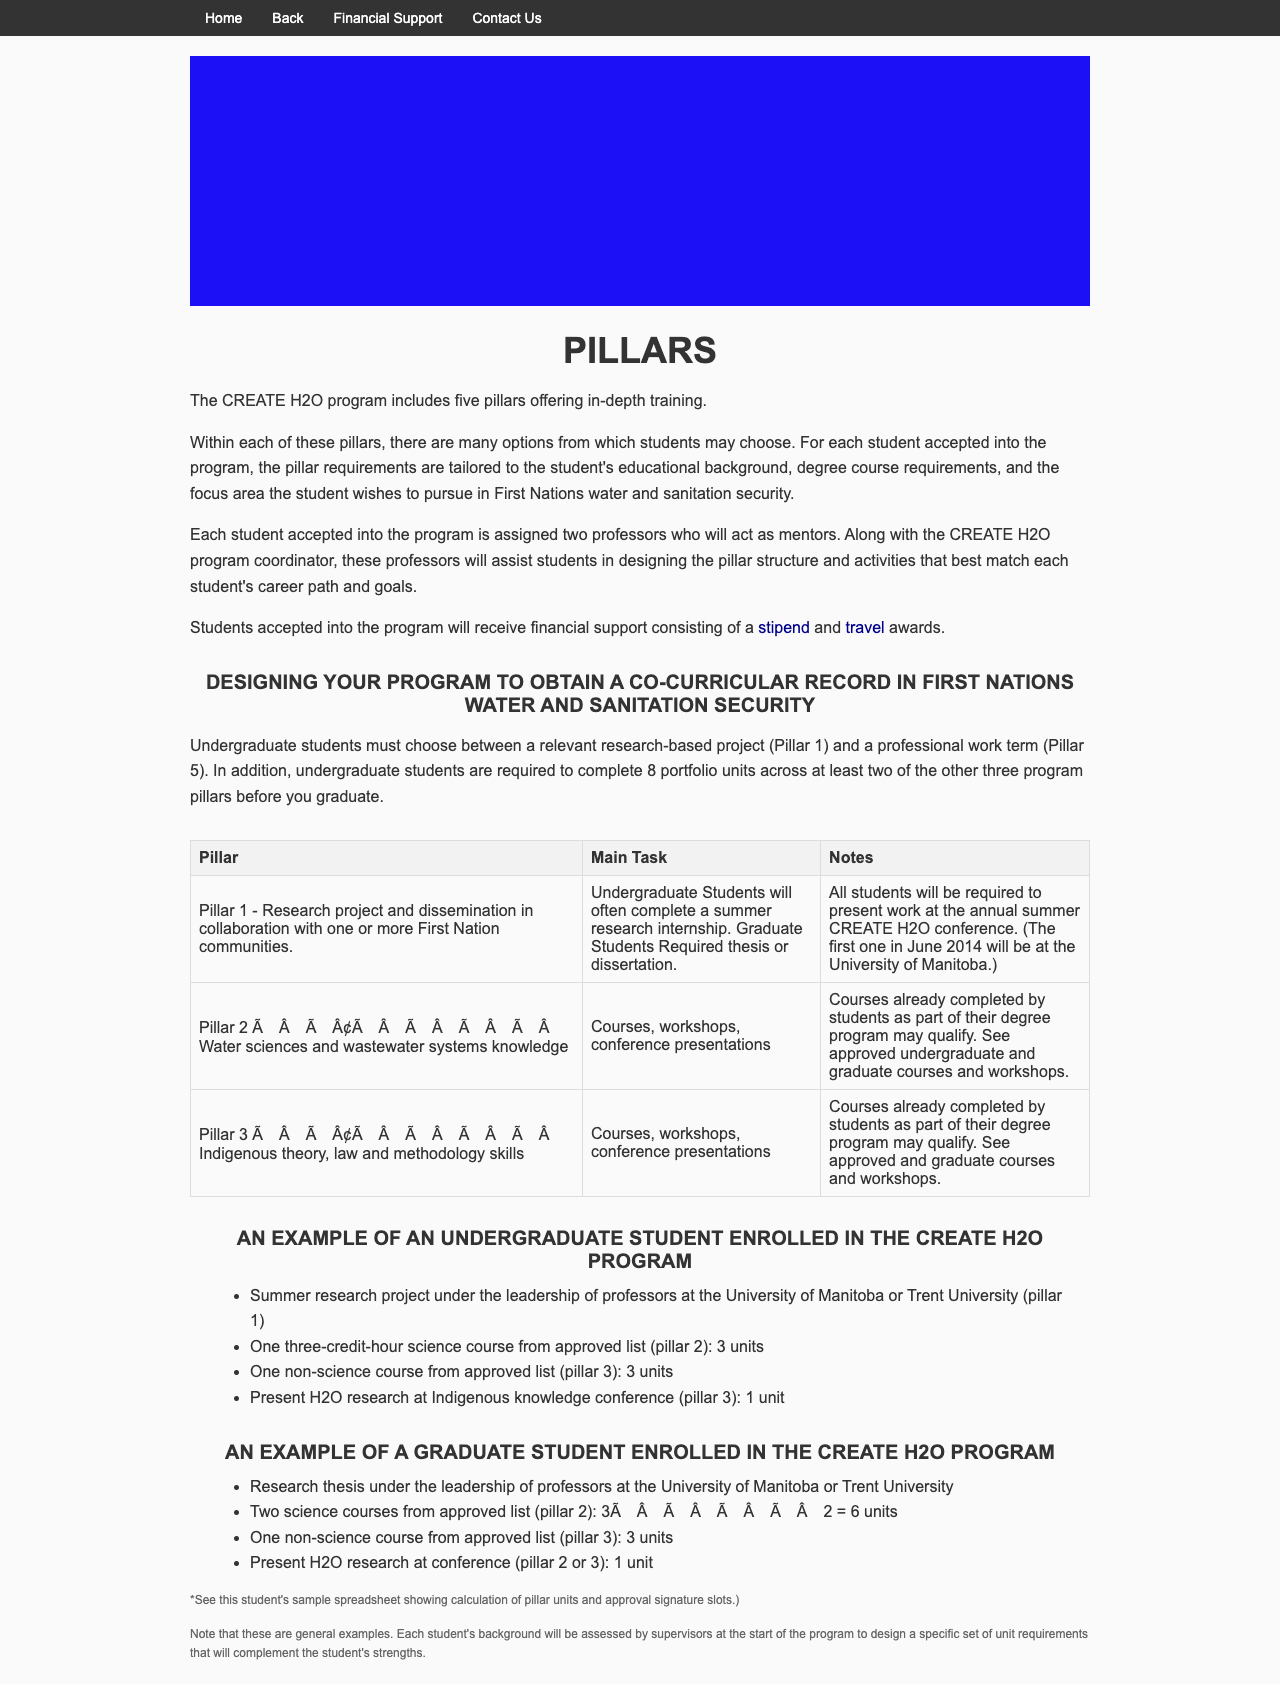 Home Back Financial Support Contact Us
PILLARS
The CREATE H2O program includes five pillars offering in-depth training.
Within each of these pillars, there are many options from which students may choose. For each student accepted into the
program, the pillar requirements are tailored to the student's educational background, degree course requirements, and the
focus area the student wishes to pursue in First Nations water and sanitation security.
Each student accepted into the program is assigned two professors who will act as mentors. Along with the CREATE H2O
program coordinator, these professors will assist students in designing the pillar structure and activities that best match each
student's career path and goals.
Students accepted into the program will receive financial support consisting of a stipend and travel awards.
DESIGNING YOUR PROGRAM TO OBTAIN A CO-CURRICULAR RECORD IN FIRST NATIONS
WATER AND SANITATION SECURITY
Undergraduate students must choose between a relevant research-based project (Pillar 1) and a professional work term (Pillar
5). In addition, undergraduate students are required to complete 8 portfolio units across at least two of the other three program
pillars before you graduate.
Pillar Main Task Notes
Pillar 1 - Research project and dissemination in
collaboration with one or more First Nation
communities.
Undergraduate Students will
often complete a summer
research internship. Graduate
Students Required thesis or
dissertation.
All students will be required to
present work at the annual summer
CREATE H2O conference. (The
first one in June 2014 will be at the
University of Manitoba.)
Pillar 2 Ã Â Ã Â¢Ã Â Ã Â Ã Â Ã Â
Water sciences and wastewater systems knowledge
Courses, workshops,
conference presentations
Courses already completed by
students as part of their degree
program may qualify. See
approved undergraduate and
graduate courses and workshops.
Pillar 3 Ã Â Ã Â¢Ã Â Ã Â Ã Â Ã Â
Indigenous theory, law and methodology skills
Courses, workshops,
conference presentations
Courses already completed by
students as part of their degree
program may qualify. See
approved and graduate courses
and workshops.
AN EXAMPLE OF AN UNDERGRADUATE STUDENT ENROLLED IN THE CREATE H2O
PROGRAM
• Summer research project under the leadership of professors at the University of Manitoba or Trent University (pillar
1)
• One three-credit-hour science course from approved list (pillar 2): 3 units
• One non-science course from approved list (pillar 3): 3 units
• Present H2O research at Indigenous knowledge conference (pillar 3): 1 unit
AN EXAMPLE OF A GRADUATE STUDENT ENROLLED IN THE CREATE H2O PROGRAM
• Research thesis under the leadership of professors at the University of Manitoba or Trent University
• Two science courses from approved list (pillar 2): 3Ã Â Ã Â Ã Â Ã Â 2 = 6 units
• One non-science course from approved list (pillar 3): 3 units
• Present H2O research at conference (pillar 2 or 3): 1 unit
*See this student's sample spreadsheet showing calculation of pillar units and approval signature slots.)
Note that these are general examples. Each student's background will be assessed by supervisors at the start of the program to design a specific set of unit requirements
that will complement the student's strengths.